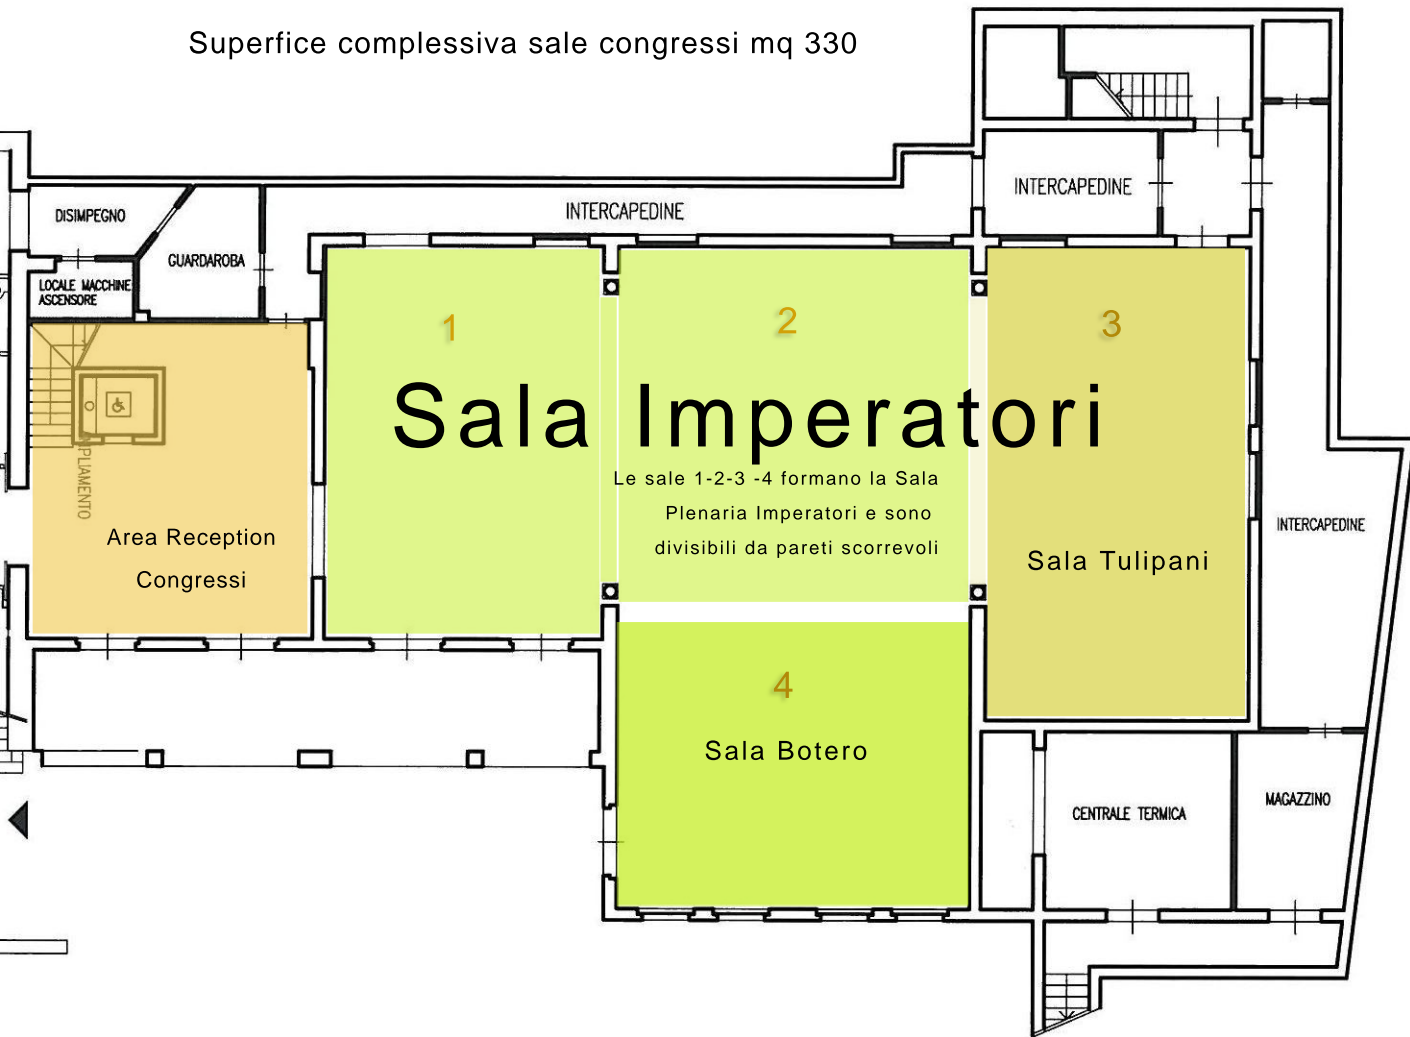 Superfice complessiva sale congressi mq 330
INTERCAPEDINE
INTERCAPEDINE
DISIMPEGNO
GUARDAROBA
LOCALE MACCHINE
ASCENSORE
1
2
3
Sala Imperatori
Le sale 1-2-3 -4 formano la Sala
Plenaria Imperatori e sono
divisibili da pareti scorrevoli
AMPLIAMENTO
Area Reception
Congressi
Sala Tulipani
INTERCAPEDINE
4
Sala Botero
CENTRALE TERMICA
MAGAZZINO